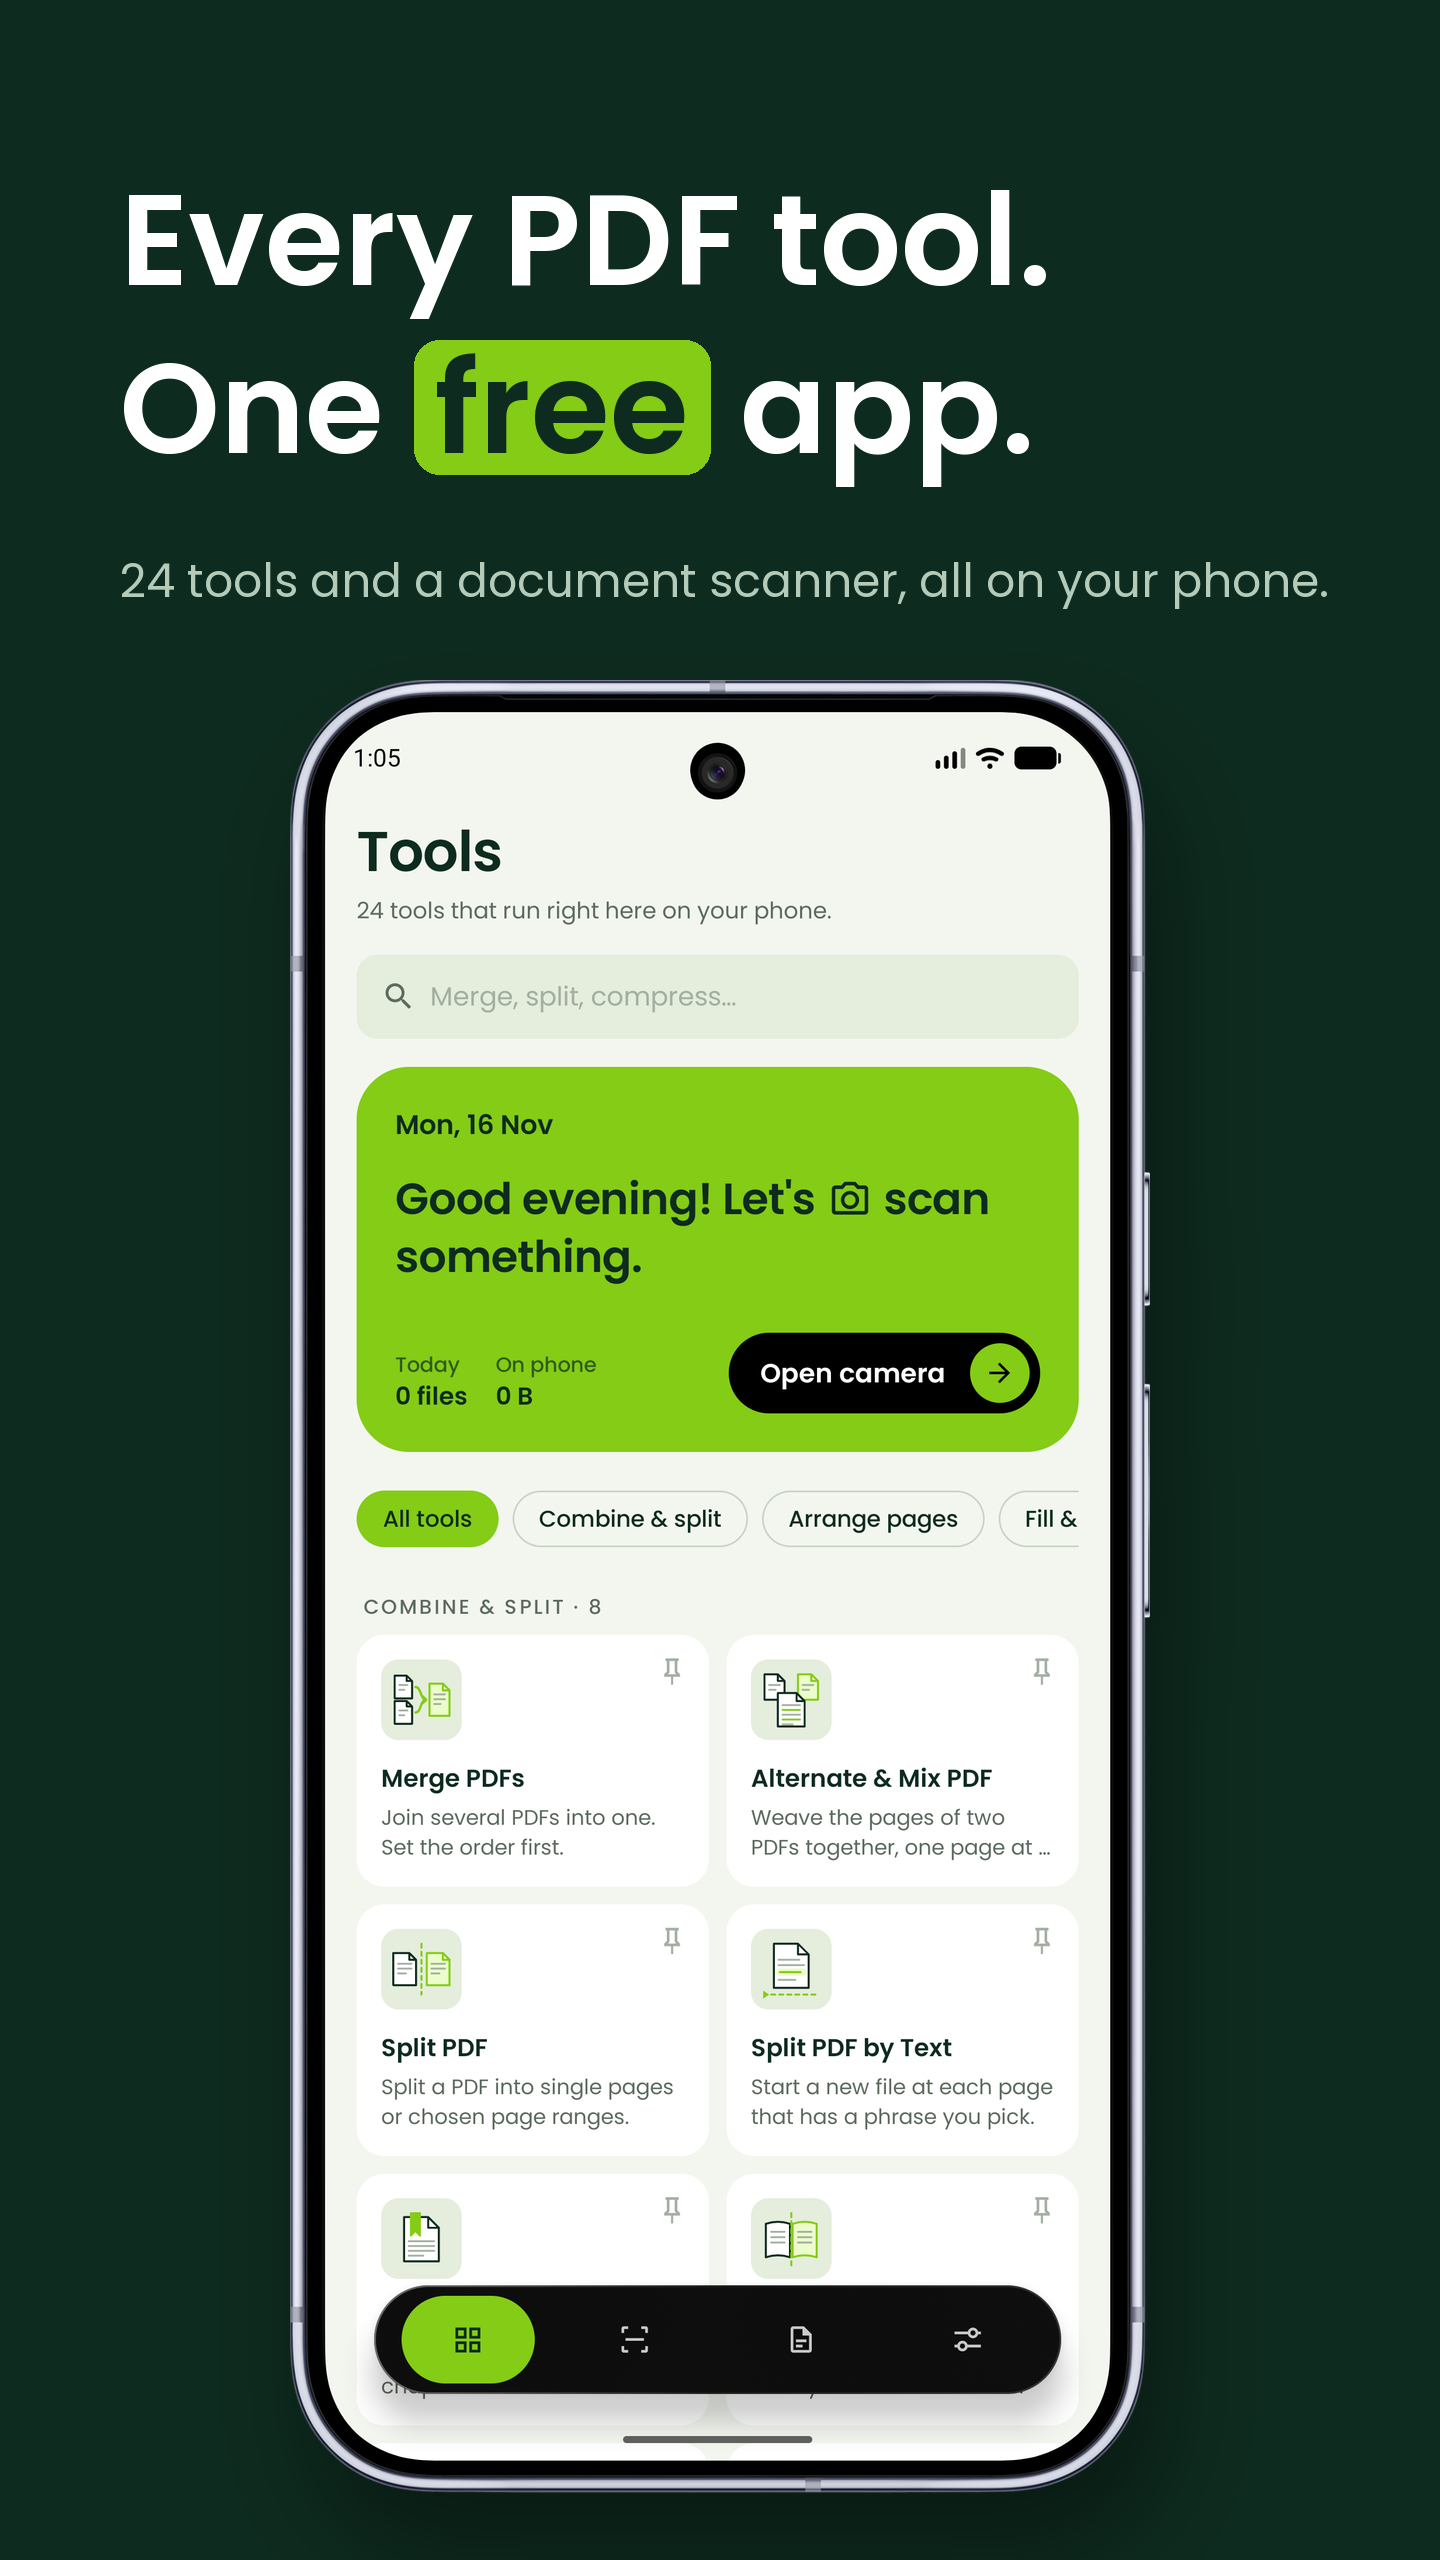 Every PDF tool.
One free app.
24 tools and a document scanner, all on your phone.
1:05
Tools
24 tools that run right here on your phone.
Merge, split, compress...
Mon, 16 Nov
Good evening! Let's scan
something.
Today On phone
0 files 0 B
Open camera
All tools Combine & split Arrange pages Fill &
COMBINE & SPLIT · 8
Merge PDFs
Join several PDFs into one.
Set the order first.
Alternate & Mix PDF
Weave the pages of two
PDFs together, one page at ...
Split PDF
Split a PDF into single pages
or chosen page ranges.
Split PDF by Text
Start a new file at each page
that has a phrase you pick.